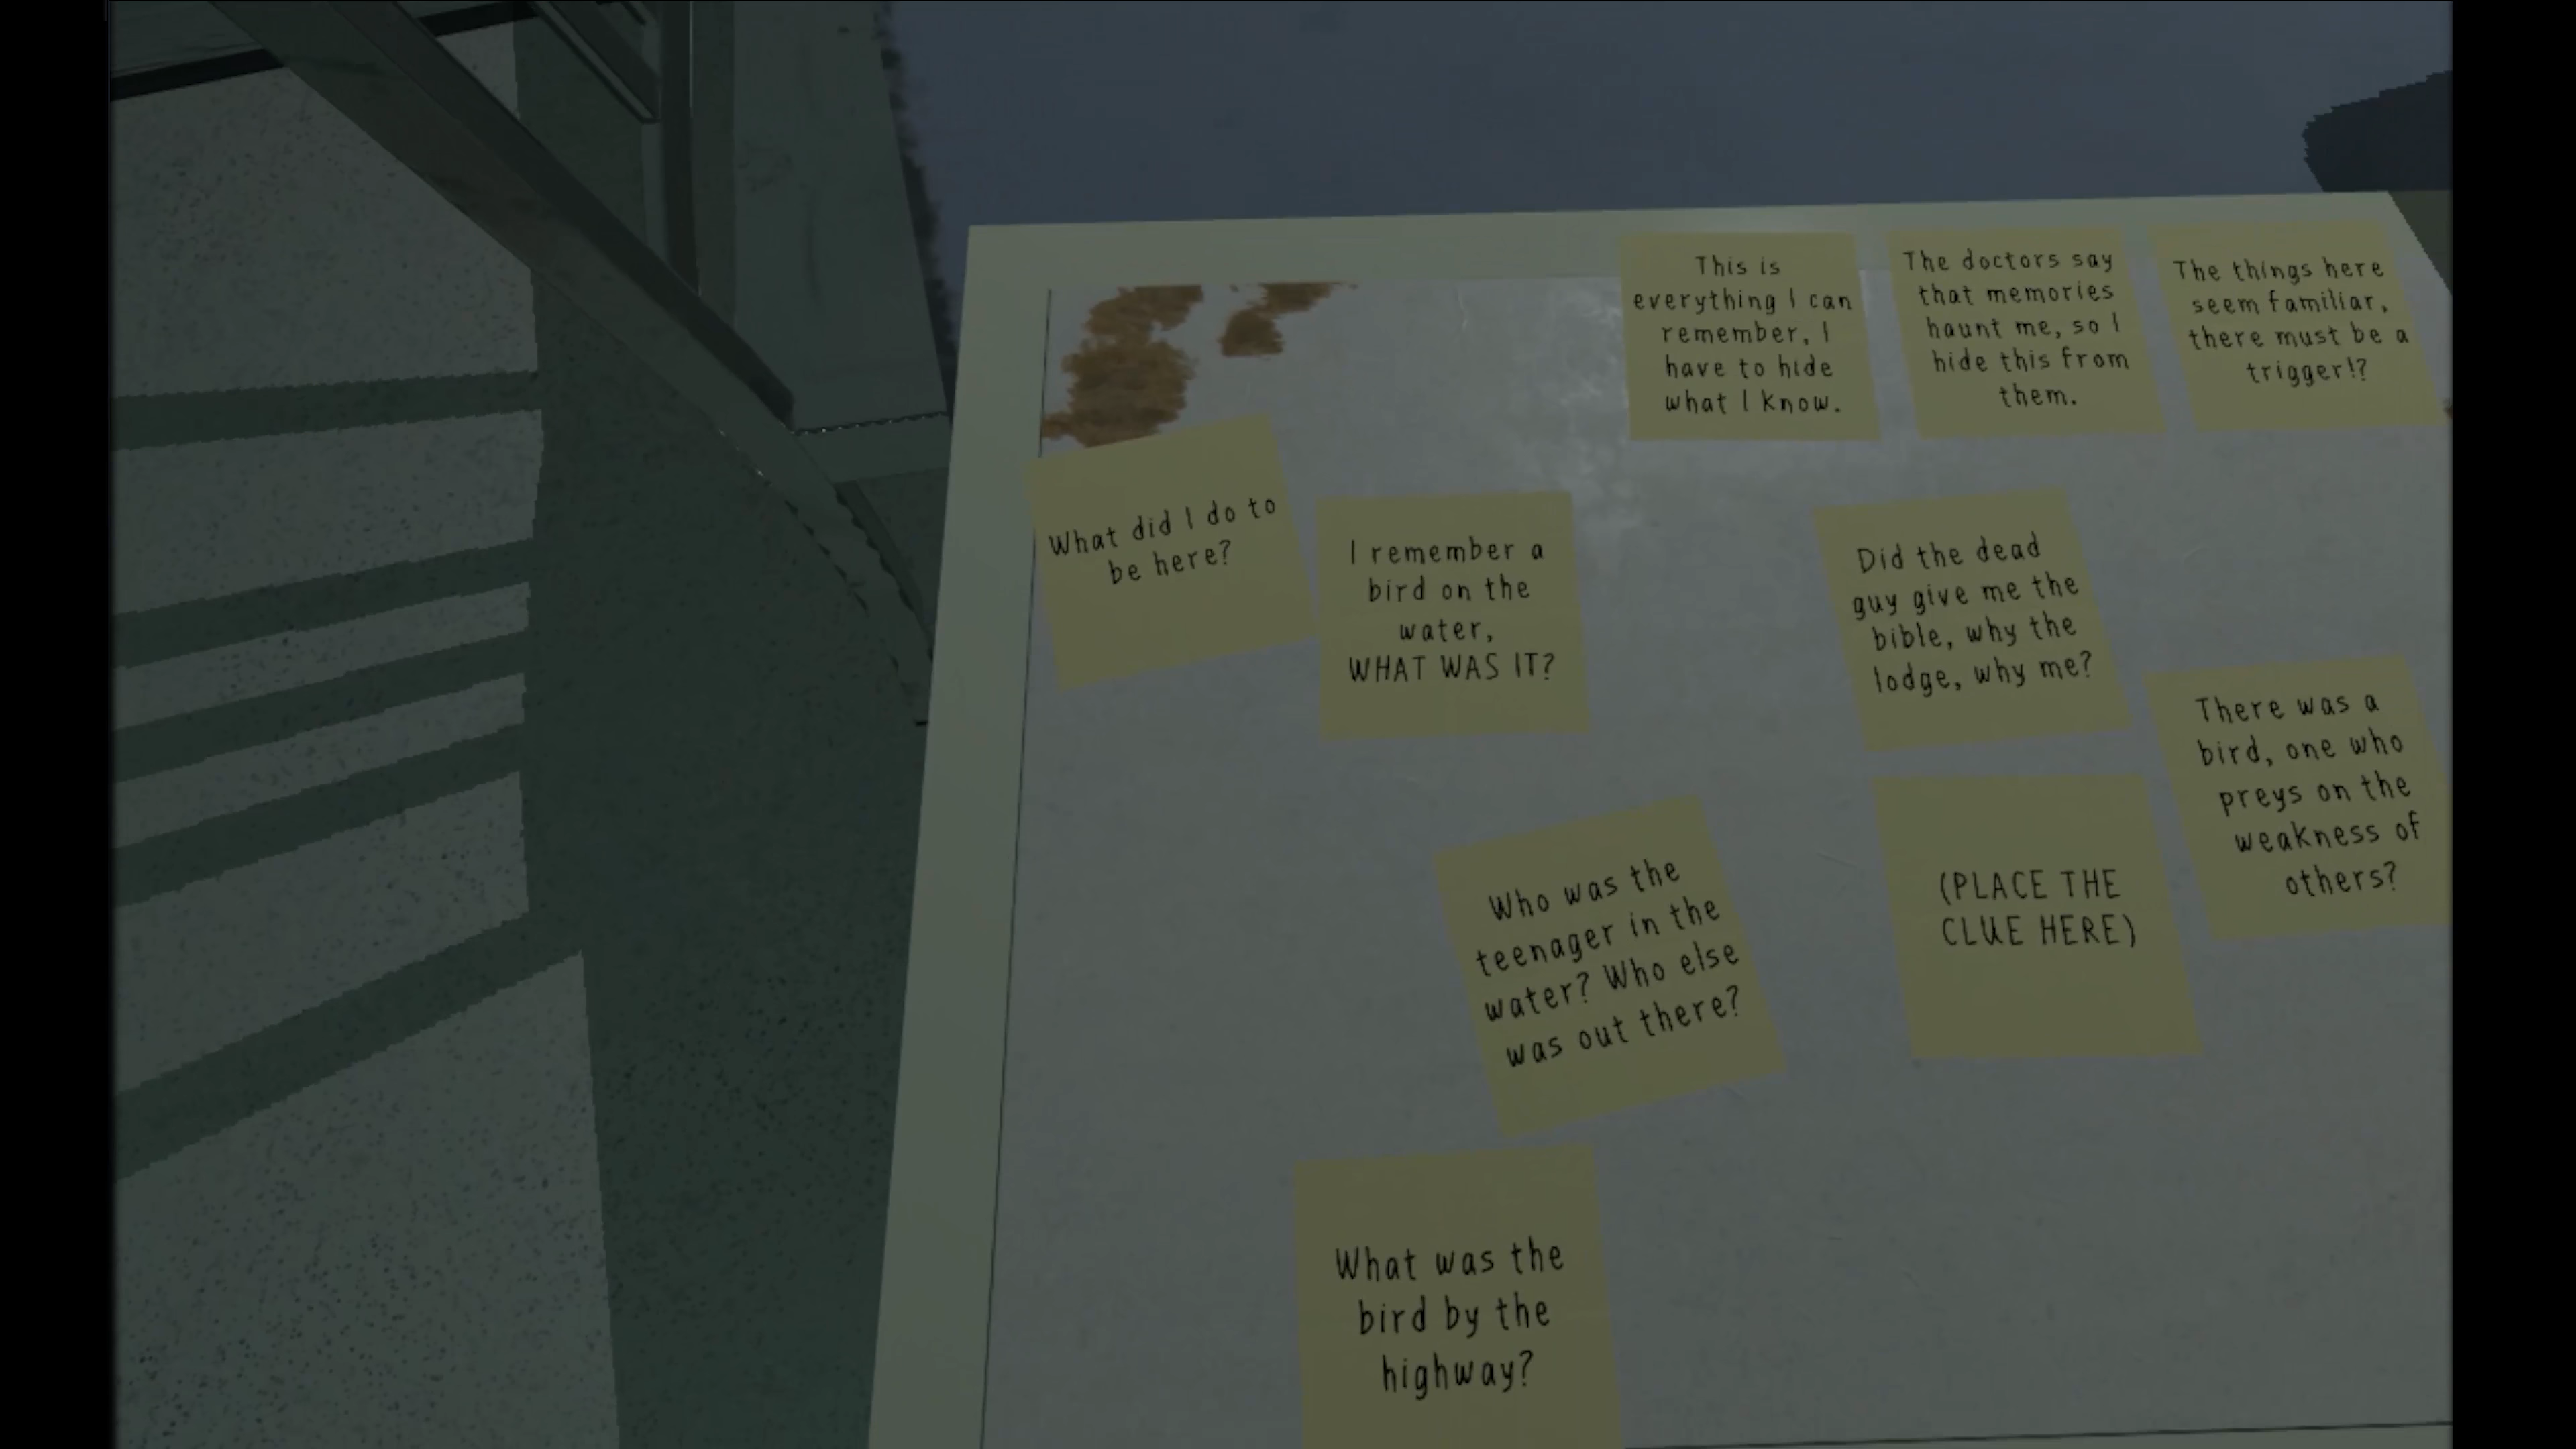 This is
everything I can
remember, I
have to hide
what I know.
The doctors say
that memories
haunt me, so I
hide this from
them.
The things here
seem familiar,
there must be a
trigger!?
What did I do to
be here?
I remember a
bird on the
water,
WHAT WAS IT?
Did the dead
guy give me the
bible, why the
lodge, why me?
There was a
bird, one who
preys on the
weakness of
others?
Who was the
teenager in the
water? Who else
was out there?
(PLACE THE
CLUE HERE)
What was the
bird by the
highway?